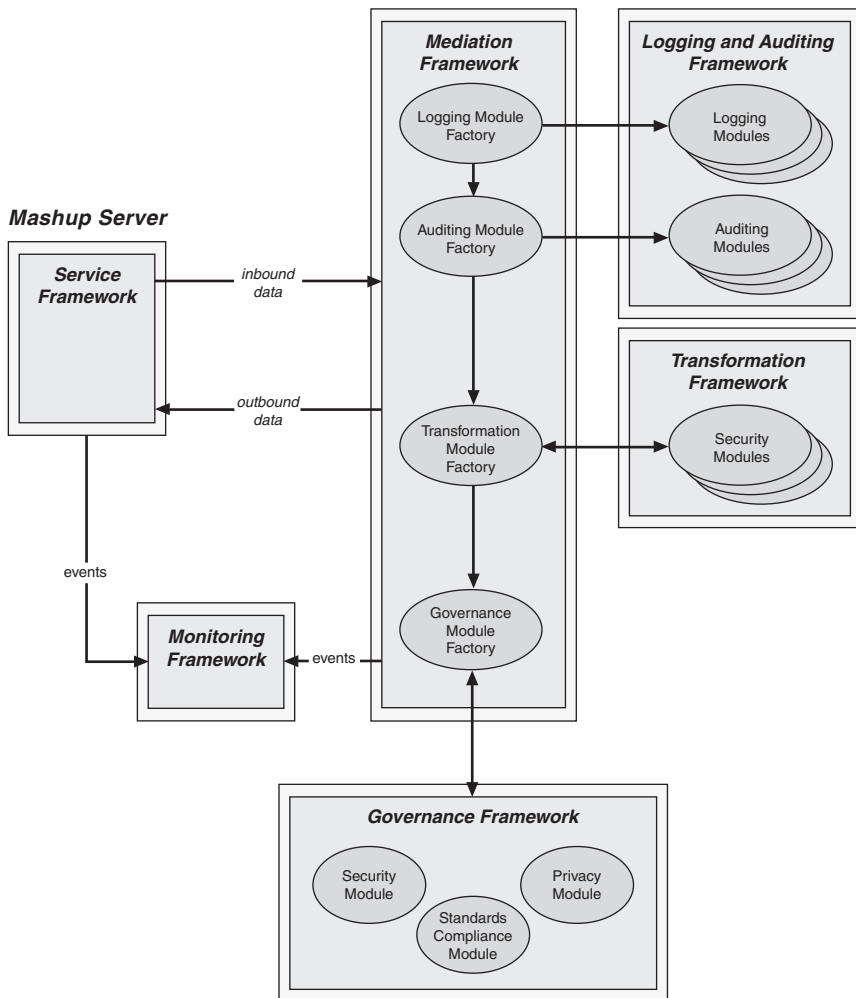 Mediation
Framework
Logging Module
Factory
Auditing Module
Factory
Transformation
Module
Factory
Governance
Module
Factory
Logging and Auditing
Framework
Logging
Modules
Auditing
Modules
Mashup Server
Service
Framework
inbound
data
outbound
data
Transformation
Framework
Security
Modules
events
Monitoring
Framework
events
Governance Framework
Security
Module
Privacy
Module
Standards
Compliance
Module